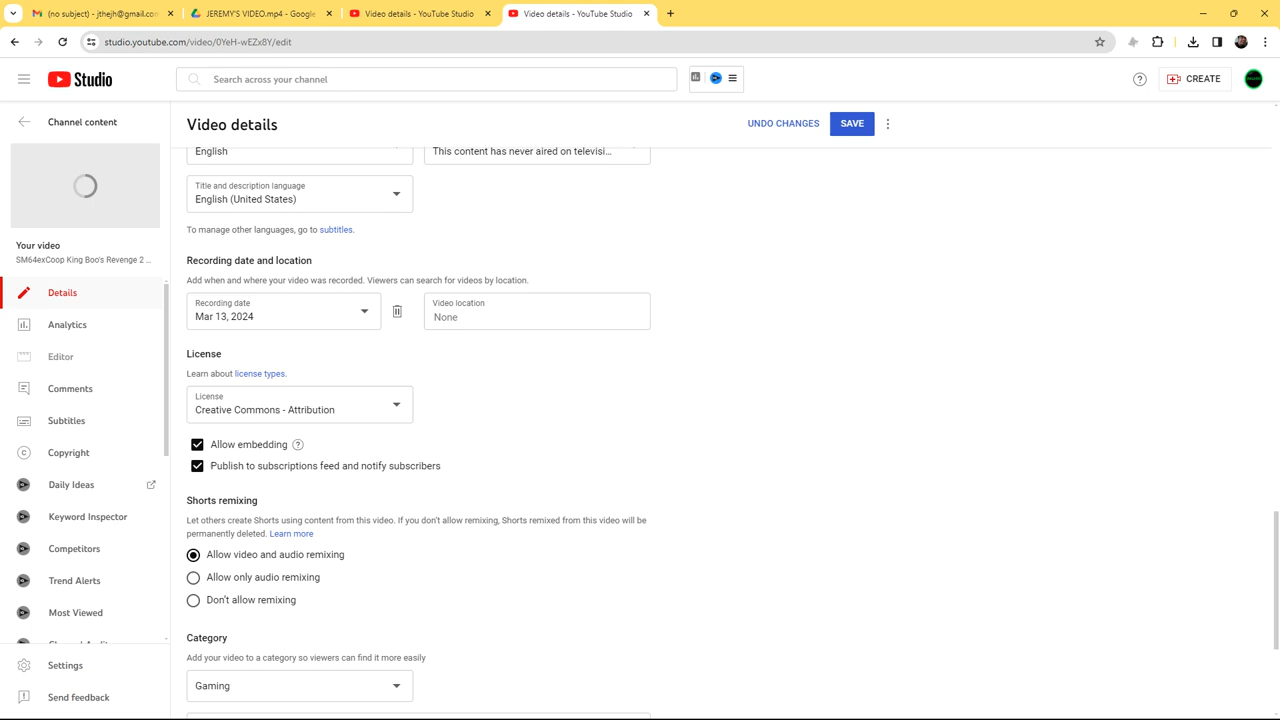 (no subject) - jthejh@gmail.co
JEREMY'S VIDEO.mp4 - Google
Video details - YouTube Studio
Video details - YouTube Studio
studio.youtube.com/video/0YeH-wEZx8Y/edit
Studio
Search across your channel
CREATE
Channel content
Video details
UNDO CHANGES
SAVE
English
This content has never aired on televisi...
Title and description language
English (United States)
To manage other languages, go to subtitles.
Your video
SM64exCoop King Boo's Revenge 2 ...
Recording date and location
Add when and where your video was recorded. Viewers can search for videos by location.
Details
Recording date
Mar 13, 2024
Video location
None
Analytics
Editor
License
Learn about license types.
Comments
License
Creative Commons - Attribution
Subtitles
Allow embedding
Copyright
Publish to subscriptions feed and notify subscribers
Daily Ideas
Shorts remixing
Keyword Inspector
Let others create Shorts using content from this video. If you don't allow remixing, Shorts remixed from this video will be
permanently deleted. Learn more
Competitors
Allow video and audio remixing
Trend Alerts
Allow only audio remixing
Most Viewed
Don't allow remixing
Category
Add your video to a category so viewers can find it more easily
Settings
Gaming
Send feedback